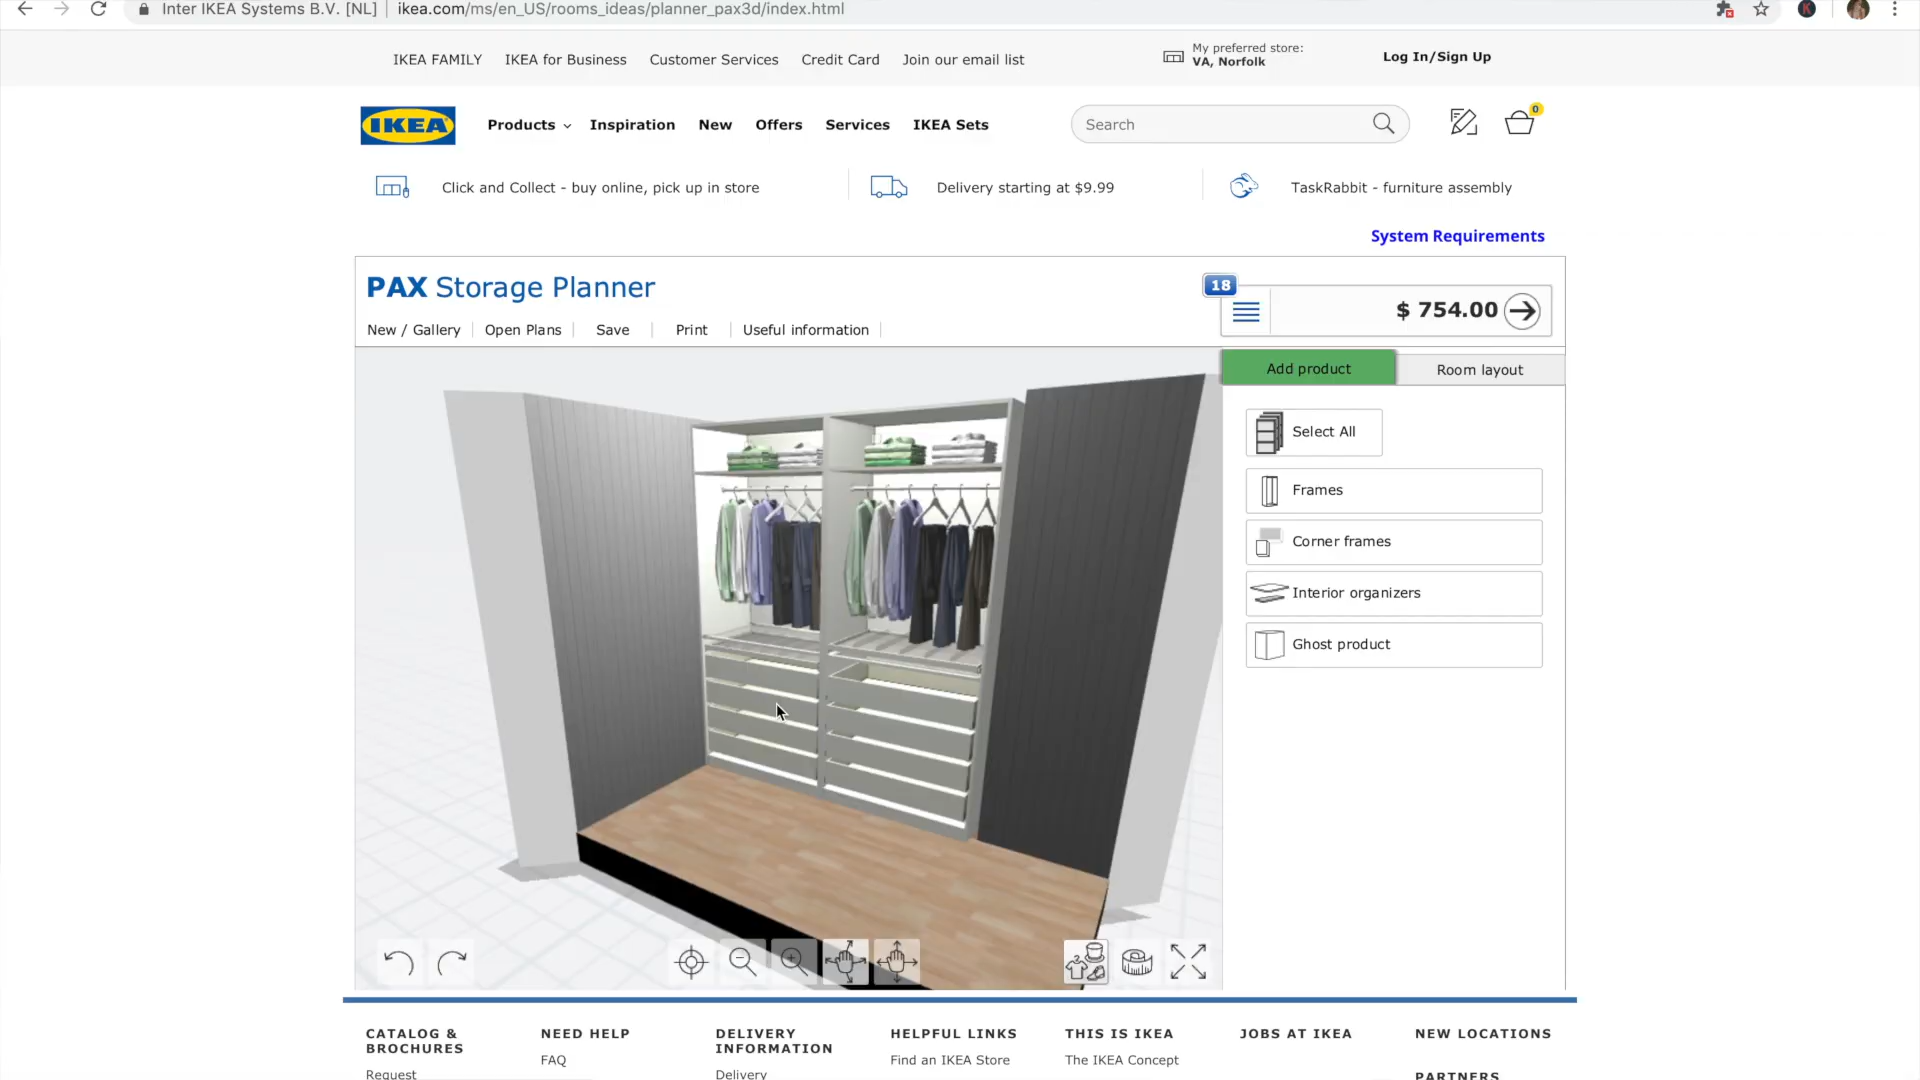 Inter IKEA Systems B.V. [NL] ikea.com/ms/en_US/rooms_ideas/planner_pax3d/index.html
K
IKEA FAMILY IKEA for Business Customer Services Credit Card Join our email list
My preferred store:
VA, Norfolk
Log In/Sign Up
IKEA
Products Inspiration New Offers Services IKEA Sets
Search
0
Click and Collect - buy online, pick up in store
Delivery starting at $9.99
TaskRabbit - furniture assembly
System Requirements
PAX Storage Planner
18
$ 754.00
New / Gallery Open Plans Save Print Useful information
Add product Room layout
Select All
Frames
Corner frames
Interior organizers
Ghost product
CATALOG &
BROCHURES
Request
NEED HELP
FAQ
DELIVERY
INFORMATION
Delivery
HELPFUL LINKS
Find an IKEA Store
THIS IS IKEA
The IKEA Concept
JOBS AT IKEA
NEW LOCATIONS
PARTNERS